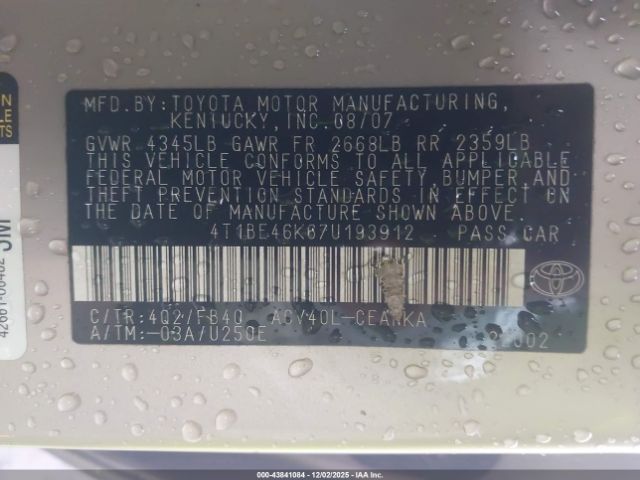 MFD.BY:TOYOTA MOTOR MANUFACTURING,
KENTUCKY,INC.08/07
GVWR 4345LB GAWR FR 2668LB RR 2359LB
THIS VEHICLE CONFORMS TO ALL APPLICABLE
FEDERAL MOTOR VEHICLE SAFETY, BUMPER,AND
THEFT PREVENTION STANDARDS IN EFFECT ON
THE DATE OF MANUFACTURE SHOWN ABOVE.
4T1BE46K67U193912 PASS CAR
C/TR:4Q2/FB40 ACV40L-CEANKA
A/TM:-03A/U250E
000-43841084 | 12/02/2025 | IAA Inc.